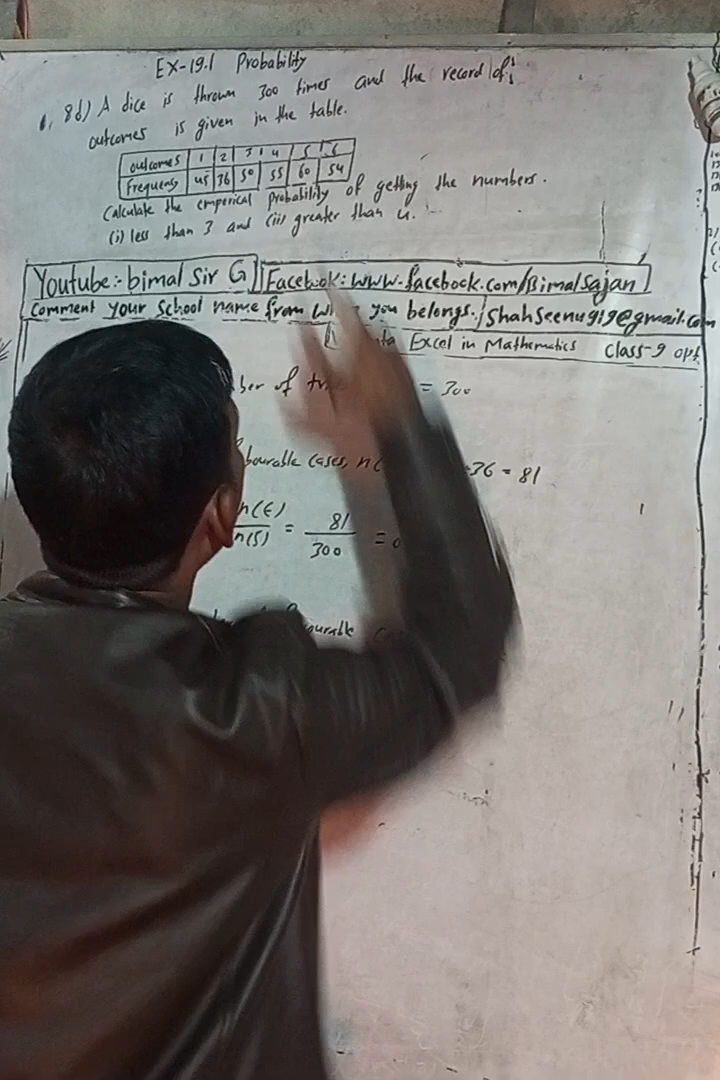 EX-19.1 Probability
8d) A dice is thrown 300 times and the record of
outcomes is given in the table.
outcomes 1 2 3 4 5 6
frequency 45 36 50 55 60 54
Calculate the emperical probability of getting the numbers.
(i) less than 3 and (ii) greater than 4.
Youtube:- bimal Sir G Facebook: www.facebook.com/Bimalsajan
Comment your School name from you belongs. / Shahseenu919@gmail.com
Excel in Mathematics Class-9 opt
of = 300
cases, 36 = 81
n(E)/n(S) = 81/300 =